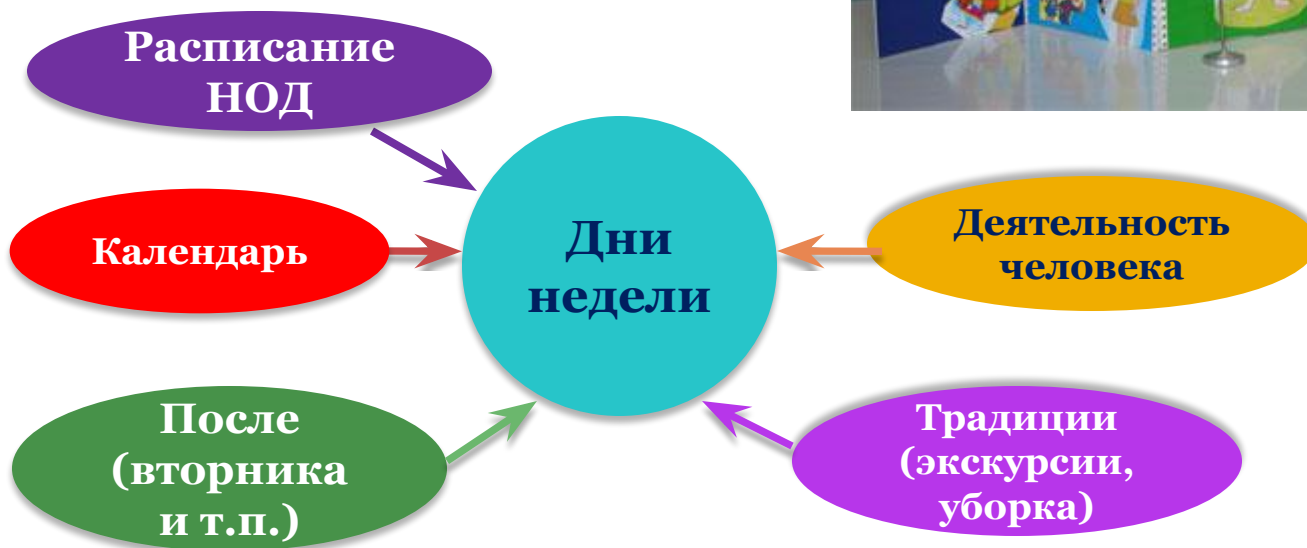 Расписание
НОД
Календарь
Дни
недели
Деятельность
человека
После
(вторника
и т.п.)
Традиции
(экскурсии,
уборка)